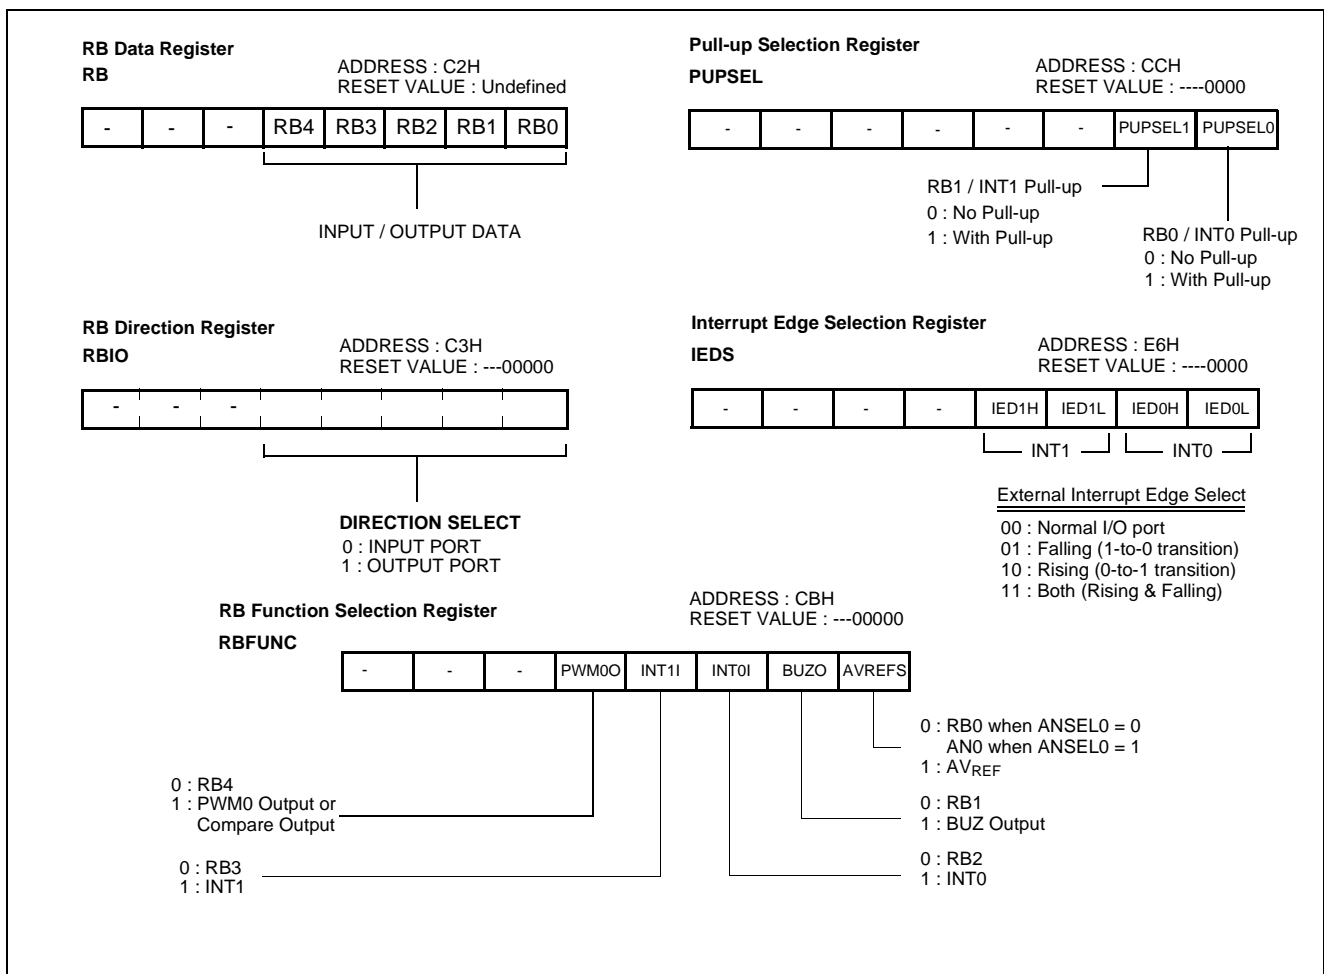 RB Data Register
RB
ADDRESS : C2H
RESET VALUE : Undefined
- - - RB4 RB3 RB2 RB1 RB0
INPUT / OUTPUT DATA
Pull-up Selection Register
PUPSEL
ADDRESS : CCH
RESET VALUE : ----0000
- - - - - - PUPSEL1 PUPSEL0
RB1 / INT1 Pull-up
0 : No Pull-up
1 : With Pull-up
RB0 / INT0 Pull-up
0 : No Pull-up
1 : With Pull-up
RB Direction Register
RBIO
ADDRESS : C3H
RESET VALUE : ---00000
- - -
DIRECTION SELECT
0 : INPUT PORT
1 : OUTPUT PORT
Interrupt Edge Selection Register
IEDS
ADDRESS : E6H
RESET VALUE : ----0000
- - - - IED1H IED1L IED0H IED0L
INT1 INT0
External Interrupt Edge Select
00 : Normal I/O port
01 : Falling (1-to-0 transition)
10 : Rising (0-to-1 transition)
11 : Both (Rising & Falling)
RB Function Selection Register
RBFUNC
ADDRESS : CBH
RESET VALUE : ---00000
- - - PWM0O INT1I INT0I BUZO AVREFS
0 : RB4
1 : PWM0 Output or
Compare Output
0 : RB3
1 : INT1
0 : RB0 when ANSEL0 = 0
AN0 when ANSEL0 = 1
1 : AVREF
0 : RB1
1 : BUZ Output
0 : RB2
1 : INT0